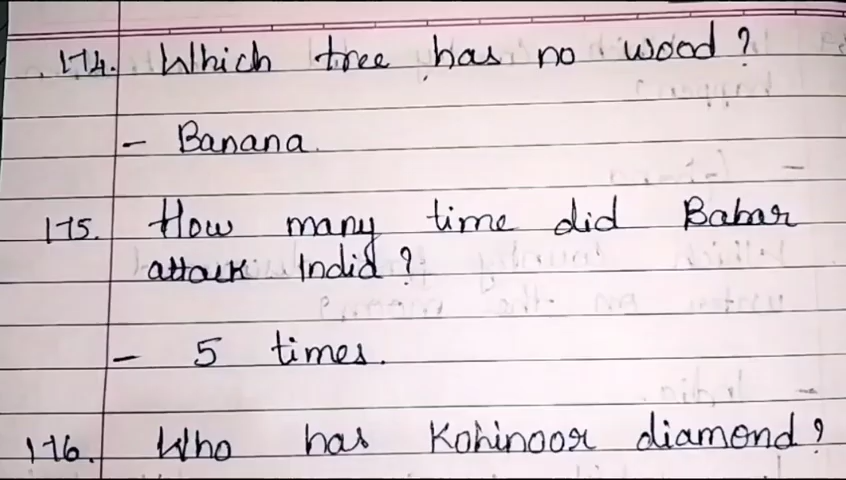 174. Which tree has no wood?
- Banana.
175. How many time did Babar
attack India?
- 5 times.
176. Who has Kohinoor diamond?